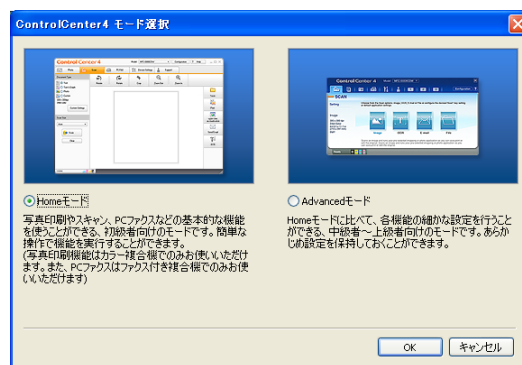 ControlCenter4 モード選択
ControlCenter 4
ControlCenter 4
SCAN
Homeモード
Advancedモード
写真印刷やスキャン、PCファクスなどの基本的な機能
を使うことができる、初級者向けのモードです。簡単な
操作で機能を実行することができます。
(写真印刷機能はカラー複合機でのみお使いいただけ
ます。また、PCファクスはファクス付き複合機でのみお使
いいただけます)
Homeモードに比べて、各機能の細かな設定を行うこと
ができる、中級者～上級者向けのモードです。あらか
じめ設定を保持しておくことができます。
OK
キャンセル